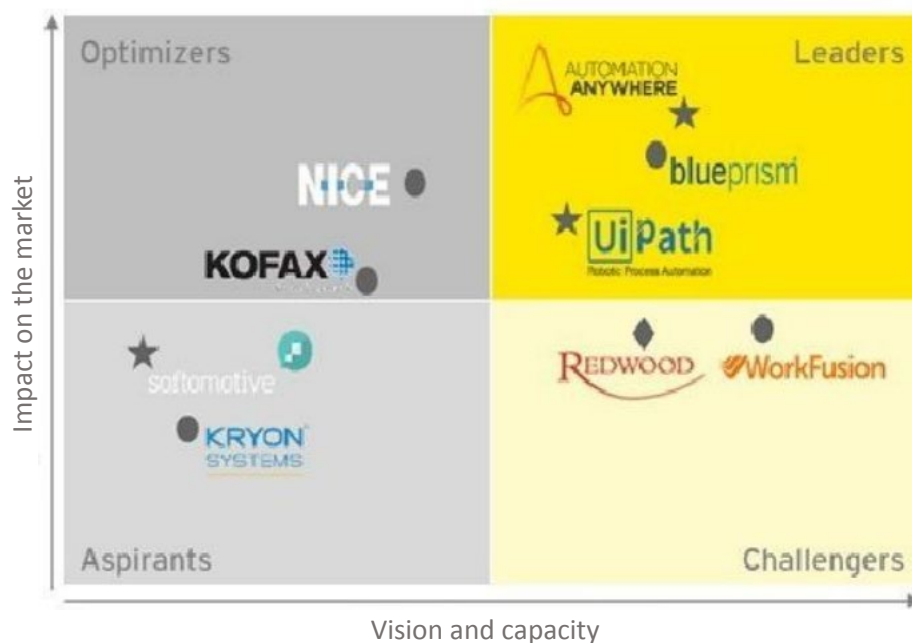 Optimizers
Leaders
AUTOMATION
ANYWHERE
blueprism
NICE
UiPath
Robotic Process Automation
KOFAX
Impact on the market
softomotive
REDWOOD
WorkFusion
KRYON
SYSTEMS
Aspirants
Challengers
Vision and capacity